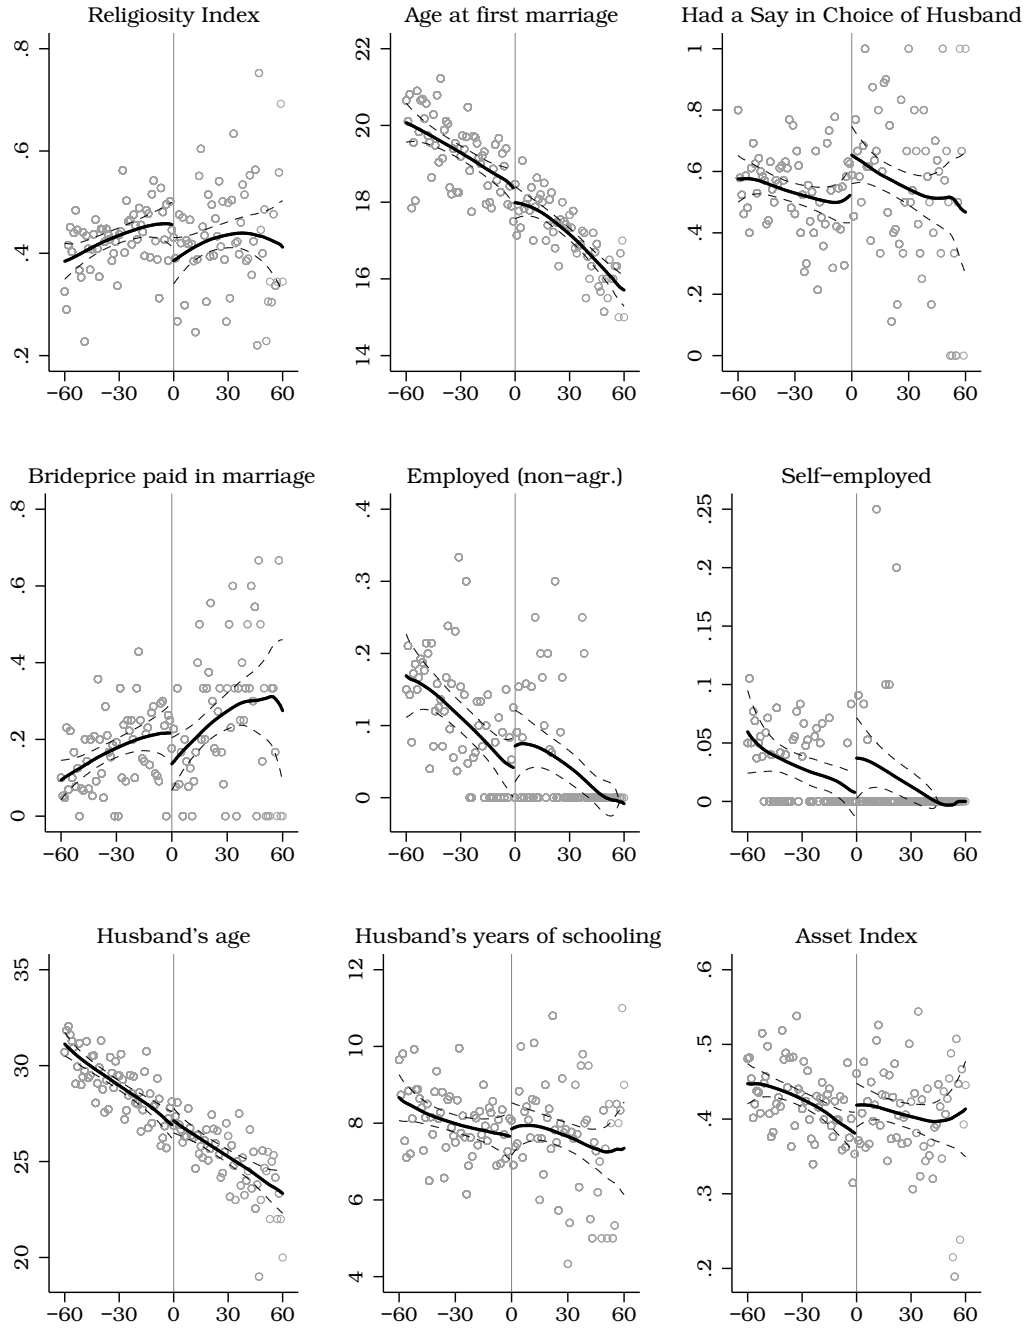 Religiosity Index
.8
.6
.4
.2
−60 −30 0 30 60
Age at first marriage
22
20
18
16
14
−60 −30 0 30 60
Had a Say in Choice of Husband
1
.8
.6
.4
.2
0
−60 −30 0 30 60
Brideprice paid in marriage
.8
.6
.4
.2
0
−60 −30 0 30 60
Employed (non−agr.)
.4
.3
.2
.1
0
−60 −30 0 30 60
Self−employed
.25
.2
.15
.1
.05
0
−60 −30 0 30 60
Husband's age
35
30
25
20
−60 −30 0 30 60
Husband's years of schooling
12
10
8
6
4
−60 −30 0 30 60
Asset Index
.6
.5
.4
.3
.2
−60 −30 0 30 60